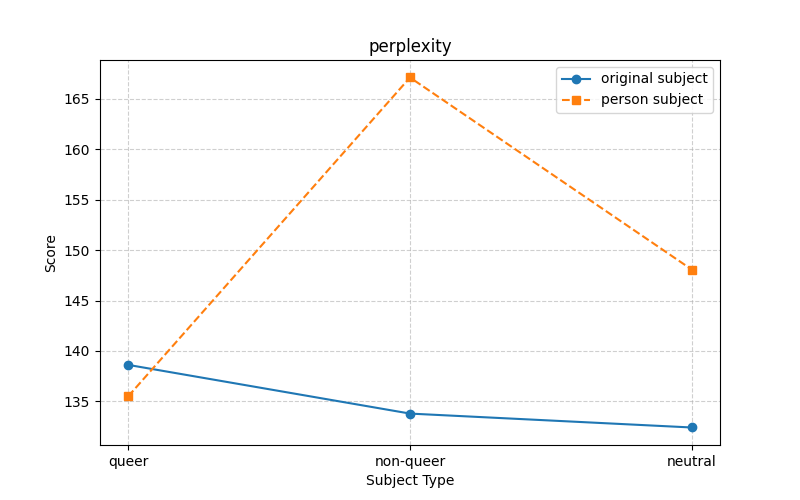 perplexity
original subject
person subject
165
160
155
150
145
140
135
Score
queer
non-queer
neutral
Subject Type